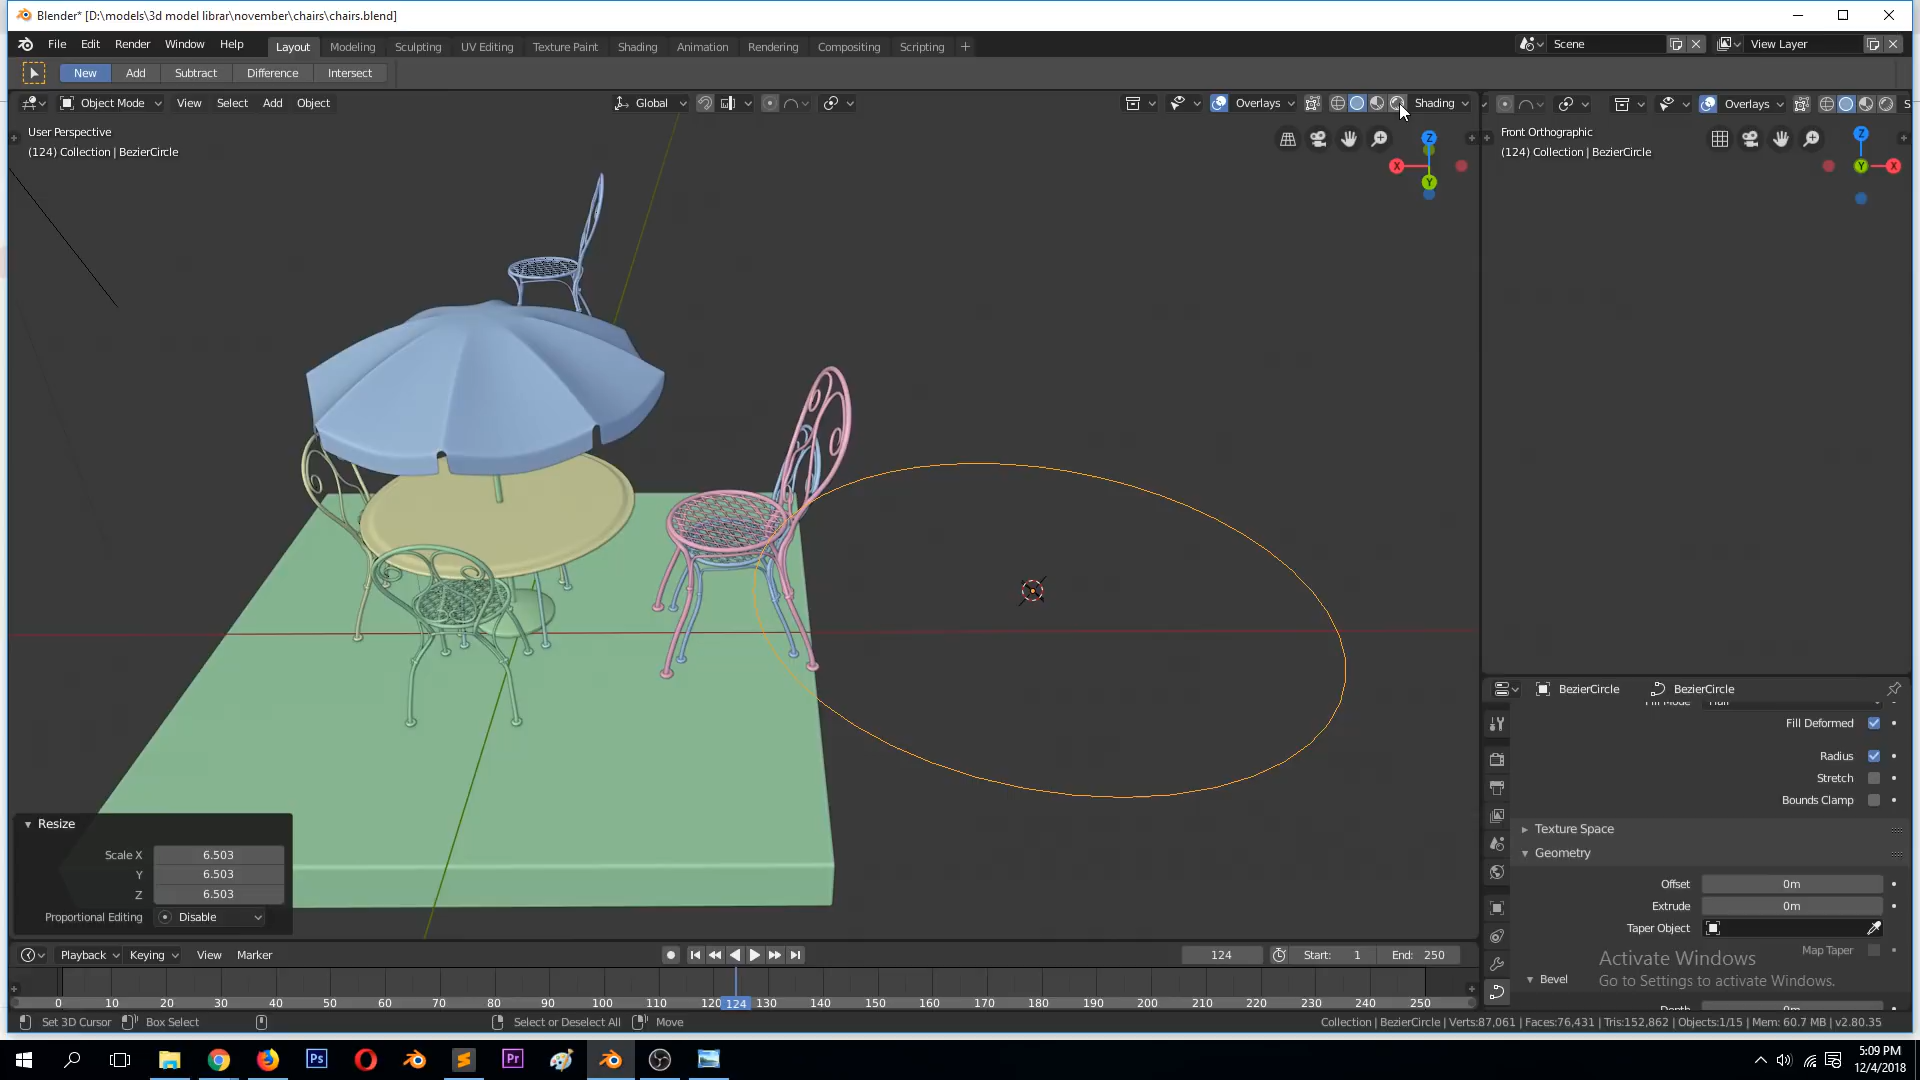 Blender* [D:\models\3d model librar\november\chairs\chairs.blend]
File Edit Render Window Help Layout Modeling Sculpting UV Editing Texture Paint Shading Animation Rendering Compositing Scripting + Scene View Layer
New Add Subtract Difference Intersect
Object Mode View Select Add Object Global Overlays Shading Overlays S
User Perspective
(124) Collection | BezierCircle
Z
X
Y
Front Orthographic
(124) Collection | BezierCircle
Z
Y
X
BezierCircle BezierCircle
Fill Deformed
Radius
Stretch
Bounds Clamp
Texture Space
Geometry
Offset 0m
Extrude 0m
Taper Object
Map Taper
Bevel
Activate Windows
Go to Settings to activate Windows.
Resize
Scale X 6.503
Y 6.503
Z 6.503
Proportional Editing Disable
Playback Keying View Marker 124 Start: 1 End: 250
0 10 20 30 40 50 60 70 80 90 100 110 120 124 130 140 150 160 170 180 190 200 210 220 230 240 250
Set 3D Cursor Box Select Select or Deselect All Move Collection | BezierCircle | Verts:87,061 | Faces:76,431 | Tris:152,862 | Objects:1/15 | Mem: 60.7 MB | v2.80.35
Ps Pr
5:09 PM
12/4/2018